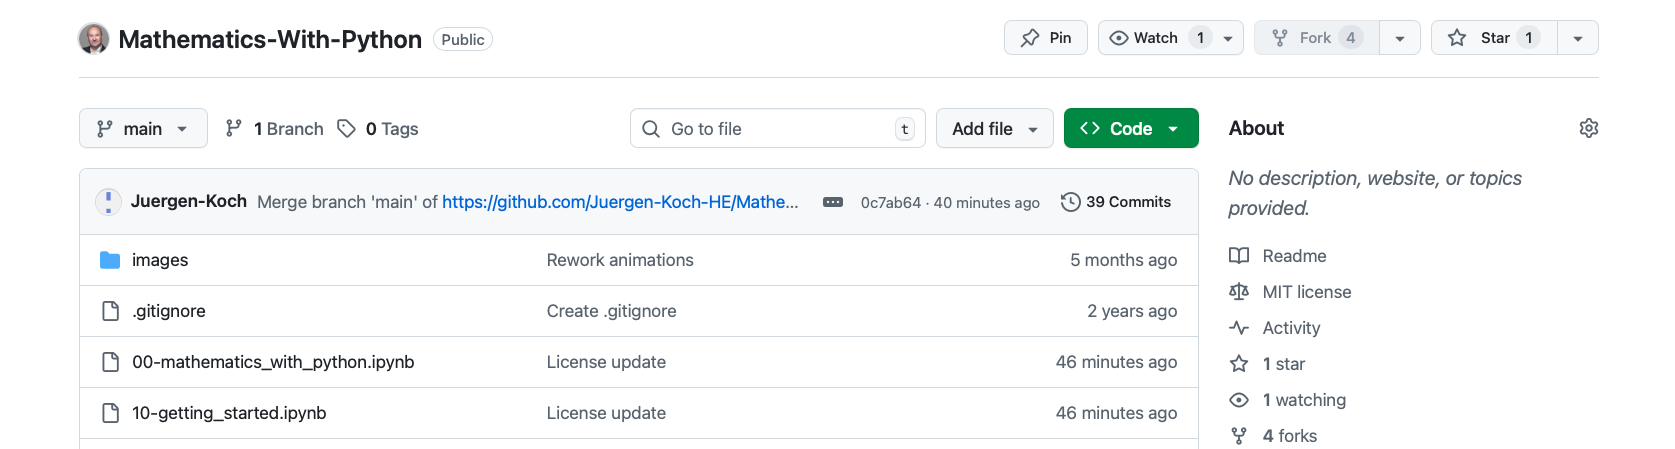 Mathematics-With-Python Public Pin Watch 1 Fork 4 Star 1
main 1 Branch 0 Tags Go to file t Add file Code
Juergen-Koch Merge branch 'main' of https://github.com/Juergen-Koch-HE/Mathe... 0c7ab64 · 40 minutes ago 39 Commits
images Rework animations 5 months ago
.gitignore Create .gitignore 2 years ago
00-mathematics_with_python.ipynb License update 46 minutes ago
10-getting_started.ipynb License update 46 minutes ago
About
No description, website, or topics
provided.
Readme
MIT license
Activity
1 star
1 watching
4 forks